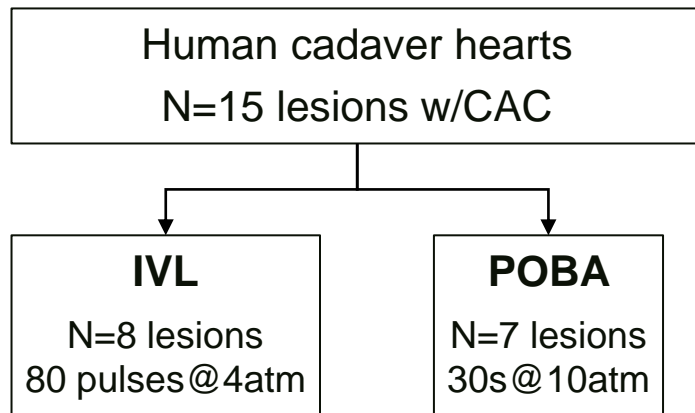 Human cadaver hearts
N=15 lesions w/CAC
IVL
N=8 lesions
80 pulses@4atm
POBA
N=7 lesions
30s@10atm